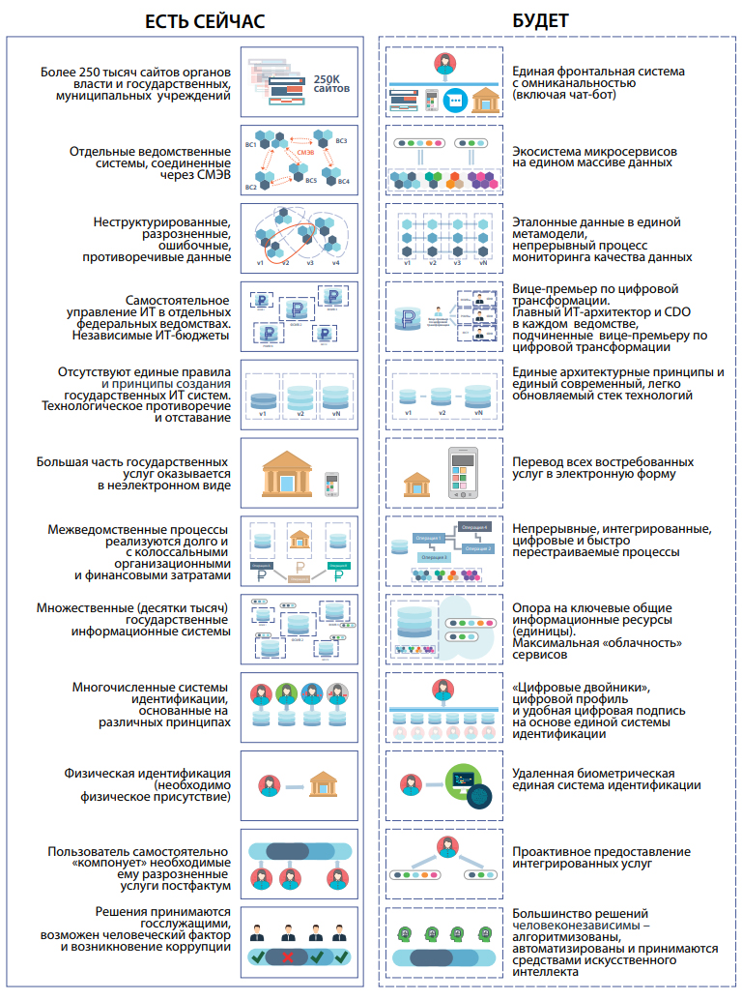 ЕСТЬ СЕЙЧАС
БУДЕТ
Более 250 тысяч сайтов органов
власти и государственных,
муниципальных учреждений
250K
сайтов
Единая фронтальная система
с омниканальностью
(включая чат-бот)
Отдельные ведомственные
системы, соединенные
через СМЭВ
ВС1
ВС3
СМЭВ
ВС2
ВС5
ВС4
Экосистема микросервисов
на едином массиве данных
Неструктурированные,
разрозненные,
ошибочные,
противоречивые данные
v1 v2 v3 v4
Эталонные данные в единой
метамодели,
непрерывный процесс
мониторинга качества данных
v1 v2 v3 vN
Самостоятельное
управление ИТ в отдельных
федеральных ведомствах.
Независимые ИТ-бюджеты
Вице-премьер по цифровой
трансформации.
Главный ИТ-архитектор и CDO
в каждом ведомстве,
подчиненные вице-премьеру по
цифровой трансформации
Отсутствуют единые правила
и принципы создания
государственных ИТ систем.
Технологическое противоречие
и отставание
v1 v2 vN
Единые архитектурные принципы и
единый современный, легко
обновляемый стек технологий
v1 v2 vN
Большая часть государственных
услуг оказывается
в неэлектронном виде
Перевод всех востребованных
услуг в электронную форму
Межведомственные процессы
реализуются долго и
с колоссальными
организационными
и финансовыми затратами
Операция 4
Операция 1
Операция 2
Операция 3
Непрерывные, интегрированные,
цифровые и быстро
перестраиваемые процессы
Множественные (десятки тысяч)
государственные
информационные системы
Опора на ключевые общие
информационные ресурсы
(единицы).
Максимальная «облачность»
сервисов
Многочисленные системы
идентификации,
основанные на
различных принципах
«Цифровые двойники»,
цифровой профиль
и удобная цифровая подпись
на основе единой системы
идентификации
Физическая идентификация
(необходимо
физическое присутствие)
Удаленная биометрическая
единая система идентификации
Пользователь самостоятельно
«компонует» необходимые
ему разрозненные
услуги постфактум
Проактивное предоставление
интегрированных услуг
Решения принимаются
госслужащими,
возможен человеческий фактор
и возникновение коррупции
Большинство решений
человеконезависимы –
алгоритмизованы,
автоматизированы и принимаются
средствами искусственного
интеллекта